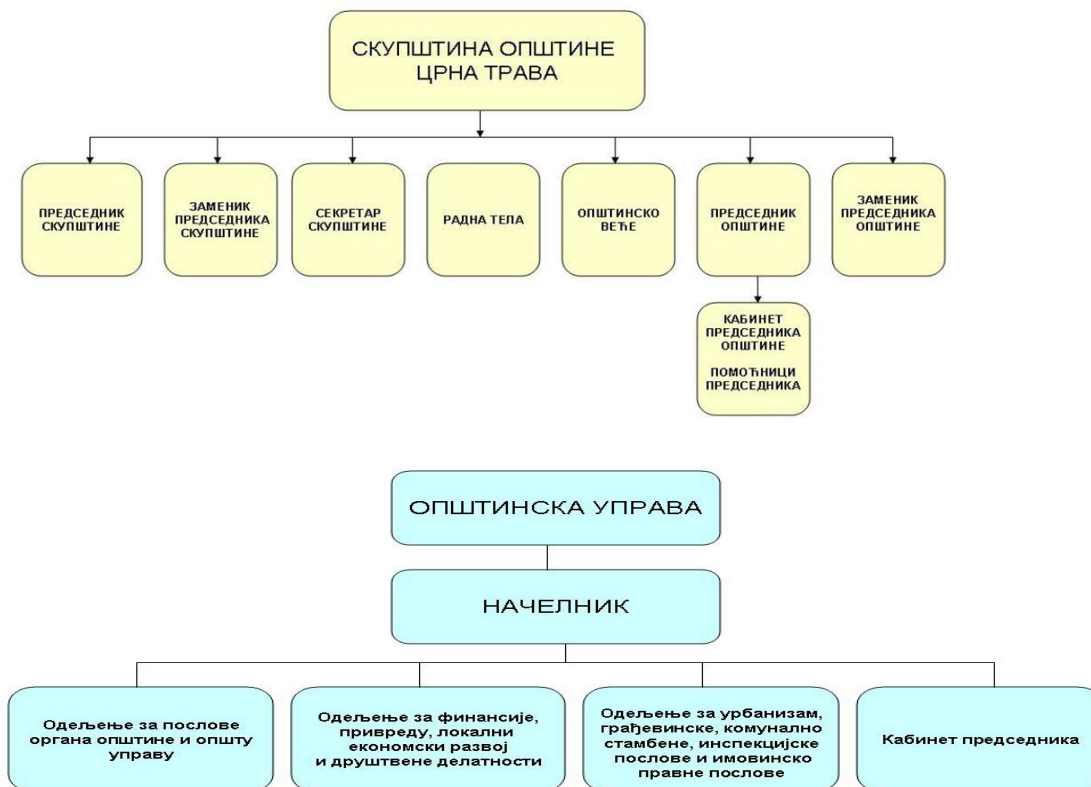 СКУПШТИНА ОПШТИНЕ
ЦРНА ТРАВА
ПРЕДСЕДНИК
СКУПШТИНЕ
ЗАМЕНИК
ПРЕДСЕДНИКА
СКУПШТИНЕ
СЕКРЕТАР
СКУПШТИНЕ
РАДНА ТЕЛА
ОПШТИНСКО
ВЕЋЕ
ПРЕДСЕДНИК
ОПШТИНЕ
ЗАМЕНИК
ПРЕДСЕДНИКА
ОПШТИНЕ
КАБИНЕТ
ПРЕДСЕДНИКА
ОПШТИНЕ
ПОМОЋНИЦИ
ПРЕДСЕДНИКА
ОПШТИНСКА УПРАВА
НАЧЕЛНИК
Одељење за послове
органа општине и општу
управу
Одељење за финансије,
привреду, локални
економски развој
и друштвене делатности
Одељење за урбанизам,
грађевинске, комунално
стамбене, инспекцијске
послове и имовинско
правне послове
Кабинет председника